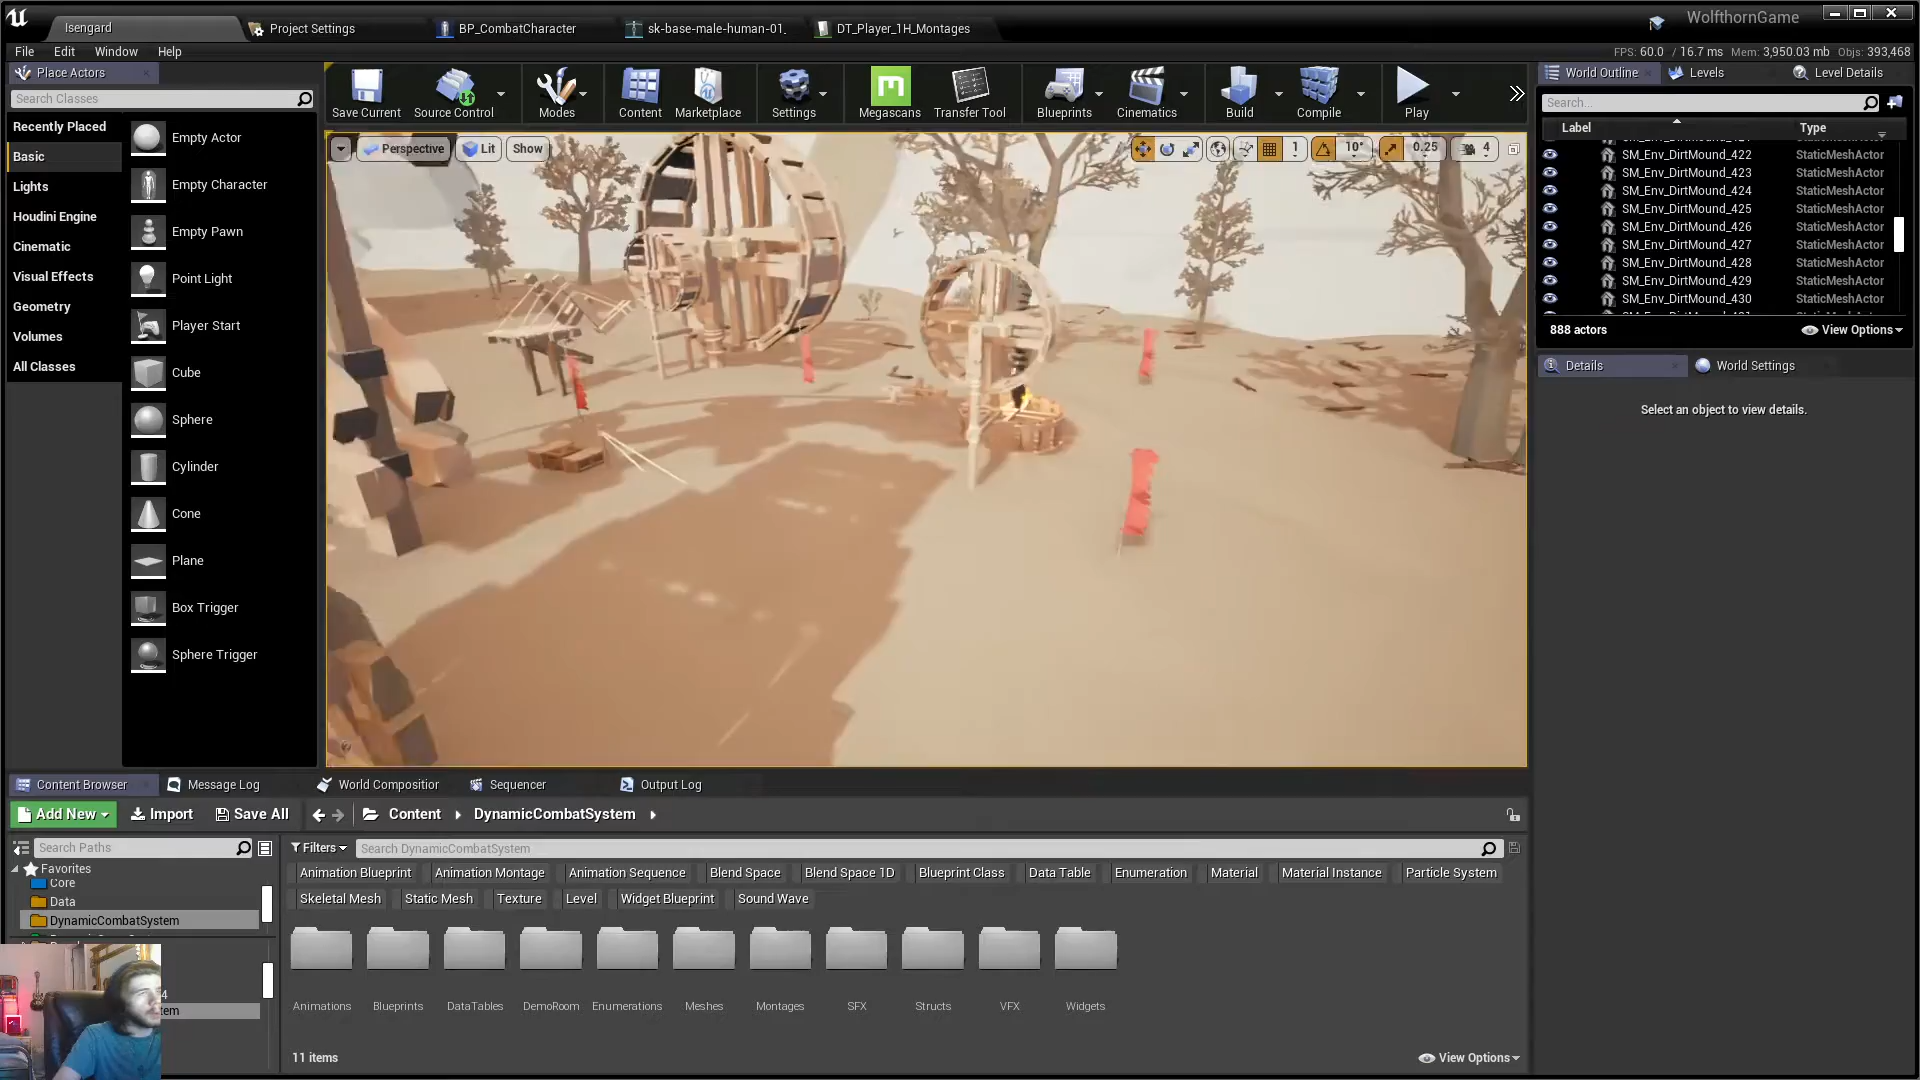 Isengard
Project Settings
BP_CombatCharacter
sk-base-male-human-01_
DT_Player_1H_Montages
WolfthornGame
File Edit Window Help
FPS: 60.0 / 16.7 ms Mem: 3,950.03 mb Objs: 393,468
Place Actors
Search Classes
Recently Placed
Basic
Lights
Houdini Engine
Cinematic
Visual Effects
Geometry
Volumes
All Classes
Empty Actor
Empty Character
Empty Pawn
Point Light
Player Start
Cube
Sphere
Cylinder
Cone
Plane
Box Trigger
Sphere Trigger
Save Current
Source Control
Modes
Content
Marketplace
Settings
Megascans
Transfer Tool
Blueprints
Cinematics
Build
Compile
Play
Perspective
Lit
Show
1
10°
0.25
4
World Outline
Levels
Level Details
Search...
Label Type
SM_Env_DirtMound_422 StaticMeshActor
SM_Env_DirtMound_423 StaticMeshActor
SM_Env_DirtMound_424 StaticMeshActor
SM_Env_DirtMound_425 StaticMeshActor
SM_Env_DirtMound_426 StaticMeshActor
SM_Env_DirtMound_427 StaticMeshActor
SM_Env_DirtMound_428 StaticMeshActor
SM_Env_DirtMound_429 StaticMeshActor
SM_Env_DirtMound_430 StaticMeshActor
888 actors
View Options
Details
World Settings
Select an object to view details.
Content Browser
Message Log
World Compositior
Sequencer
Output Log
Add New
Import
Save All
Content
DynamicCombatSystem
Search Paths
Favorites
Core
Data
DynamicCombatSystem
4
tem
Filters
Search DynamicCombatSystem
Animation Blueprint Animation Montage Animation Sequence Blend Space Blend Space 1D Blueprint Class Data Table Enumeration Material Material Instance Particle System
Skeletal Mesh Static Mesh Texture Level Widget Blueprint Sound Wave
Animations Blueprints DataTables DemoRoom Enumerations Meshes Montages SFX Structs VFX Widgets
11 items
View Options